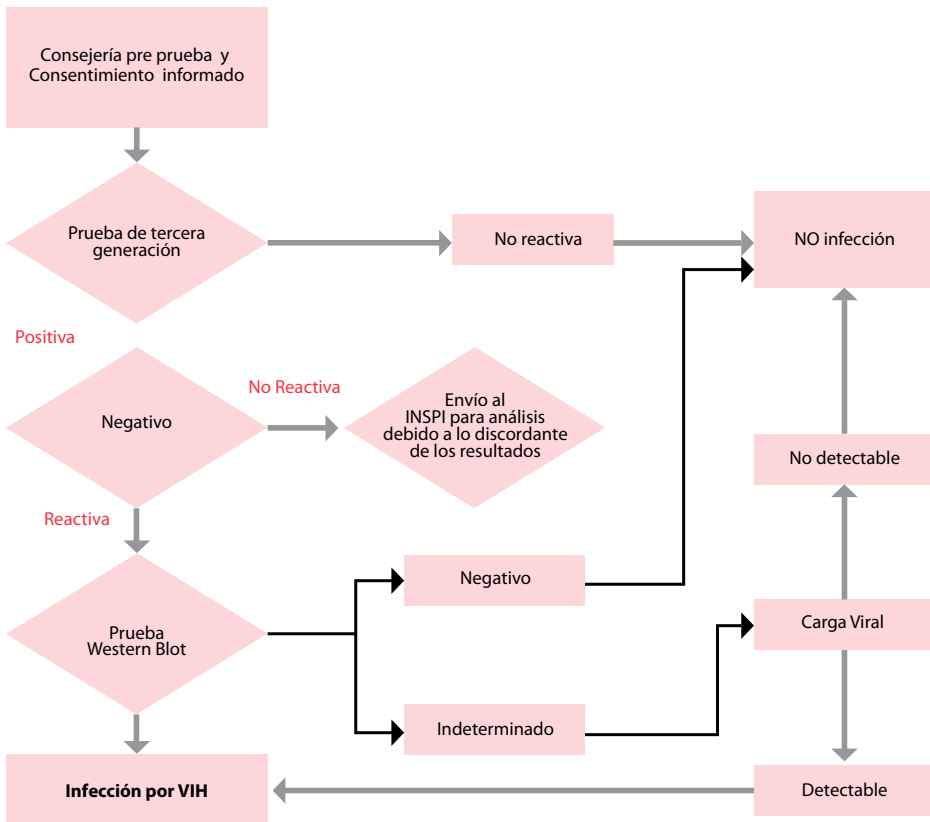 Consejería pre prueba y
Consentimiento informado
Prueba de tercera
generación
No reactiva
NO infección
Positiva
Negativo
No Reactiva
Envío al
INSPI para análisis
debido a lo discordante
de los resultados
No detectable
Reactiva
Prueba
Western Blot
Negativo
Carga Viral
Indeterminado
Infección por VIH
Detectable